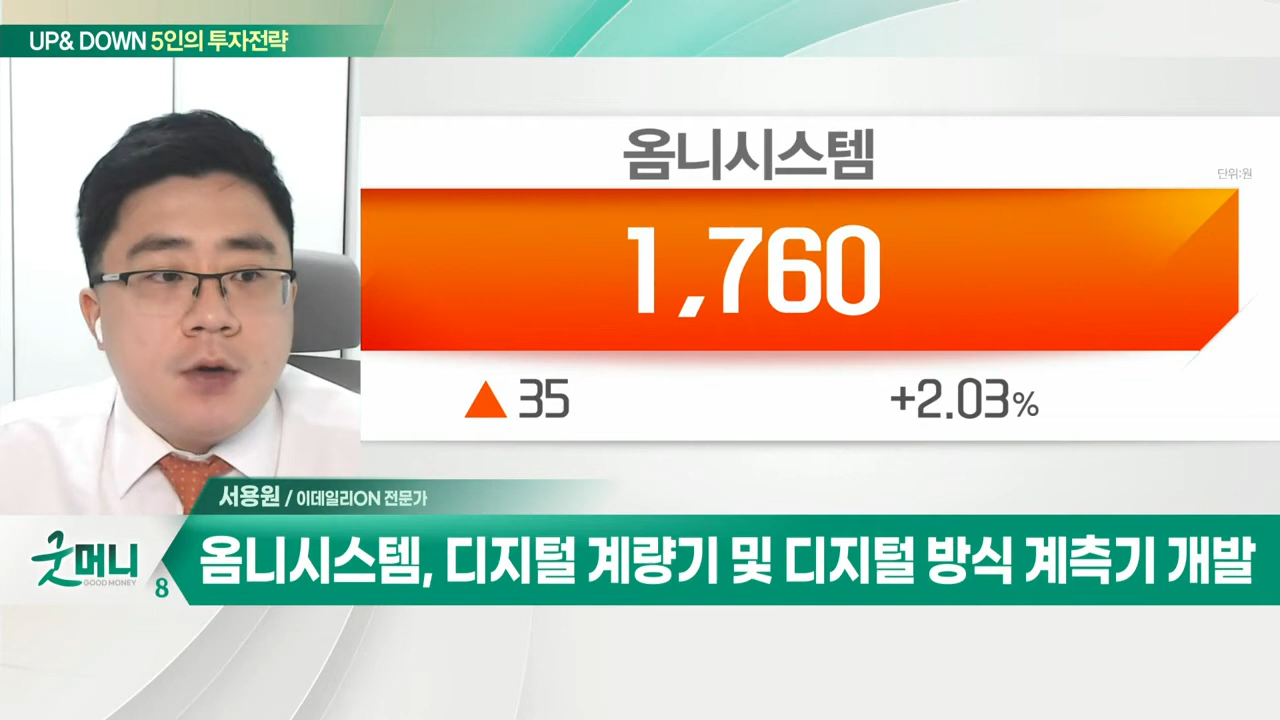 UP& DOWN 5인의 투자전략
옴니시스템
단위:원
1,760
▲ 35
+2.03%
서용원 / 이데일리ON 전문가
굿머니
GOOD MONEY
8
옴니시스템, 디지털 계량기 및 디지털 방식 계측기 개발